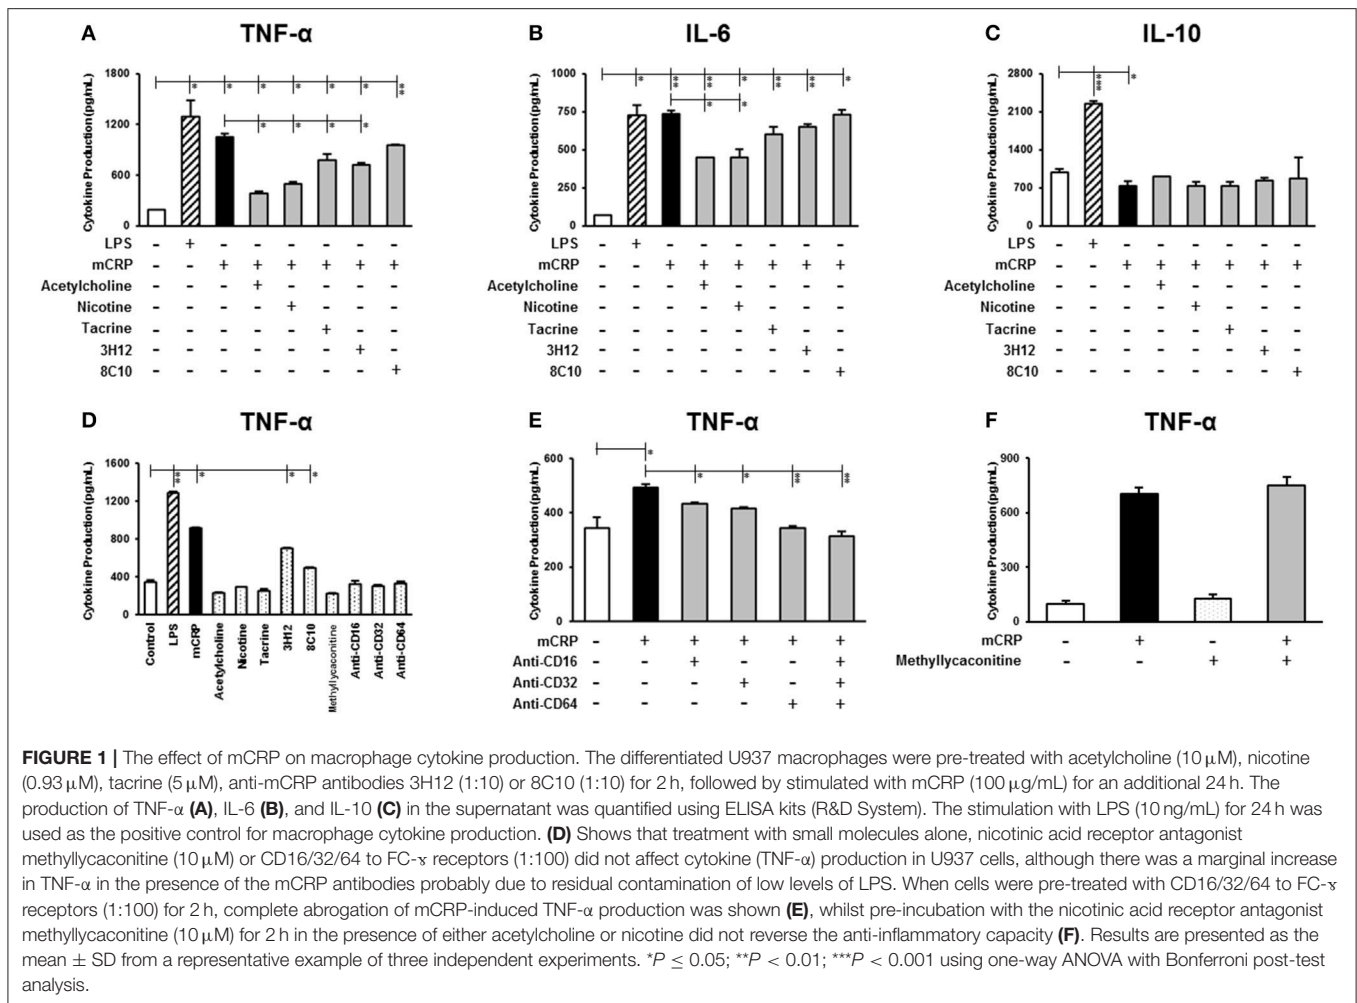 A TNF-α
Cytokine Production (pg/mL)
1800
1200
600
0
* * * * * * **
* * * *
LPS - + - - - - - -
mCRP - - + + + + + +
Acetylcholine - - - + - - - -
Nicotine - - - - + - - -
Tacrine - - - - - + - -
3H12 - - - - - - + -
8C10 - - - - - - - +
B IL-6
Cytokine Production (pg/mL)
1000
750
500
250
0
* ** ** * ** ** *
* *
LPS - + - - - - - -
mCRP - - + + + + + +
Acetylcholine - - - + - - - -
Nicotine - - - - + - - -
Tacrine - - - - - + - -
3H12 - - - - - - + -
8C10 - - - - - - - +
C IL-10
Cytokine Production (pg/mL)
2800
2100
1400
700
0
*** *
LPS - + - - - - - -
mCRP - - + + + + + +
Acetylcholine - - - + - - - -
Nicotine - - - - + - - -
Tacrine - - - - - + - -
3H12 - - - - - - + -
8C10 - - - - - - - +
D TNF-α
Cytokine Production (pg/mL)
1600
1200
800
400
0
*** * * *
Control
LPS
mCRP
Acetylcholine
Nicotine
Tacrine
3H12
8C10
Methyllycaconitine
Anti-CD16
Anti-CD32
Anti-CD64
E TNF-α
Cytokine Production (pg/mL)
600
400
200
0
*
* * ** **
mCRP - + + + + +
Anti-CD16 - - + - - +
Anti-CD32 - - - + - +
Anti-CD64 - - - - + +
F TNF-α
Cytokine Production (pg/mL)
900
600
300
150
0
mCRP - + - +
Methyllycaconitine - - + +
FIGURE 1 | The effect of mCRP on macrophage cytokine production. The differentiated U937 macrophages were pre-treated with acetylcholine (10 μM), nicotine
(0.93 μM), tacrine (5 μM), anti-mCRP antibodies 3H12 (1:10) or 8C10 (1:10) for 2 h, followed by stimulated with mCRP (100 μg/mL) for an additional 24 h. The
production of TNF-α (A), IL-6 (B), and IL-10 (C) in the supernatant was quantified using ELISA kits (R&D System). The stimulation with LPS (10 ng/mL) for 24 h was
used as the positive control for macrophage cytokine production. (D) Shows that treatment with small molecules alone, nicotinic acid receptor antagonist
methyllycaconitine (10 μM) or CD16/32/64 to FC-ɤ receptors (1:100) did not affect cytokine (TNF-α) production in U937 cells, although there was a marginal increase
in TNF-α in the presence of the mCRP antibodies probably due to residual contamination of low levels of LPS. When cells were pre-treated with CD16/32/64 to FC-ɤ
receptors (1:100) for 2 h, complete abrogation of mCRP-induced TNF-α production was shown (E), whilst pre-incubation with the nicotinic acid receptor antagonist
methyllycaconitine (10 μM) for 2 h in the presence of either acetylcholine or nicotine did not reverse the anti-inflammatory capacity (F). Results are presented as the
mean ± SD from a representative example of three independent experiments. *P ≤ 0.05; **P < 0.01; ***P < 0.001 using one-way ANOVA with Bonferroni post-test
analysis.